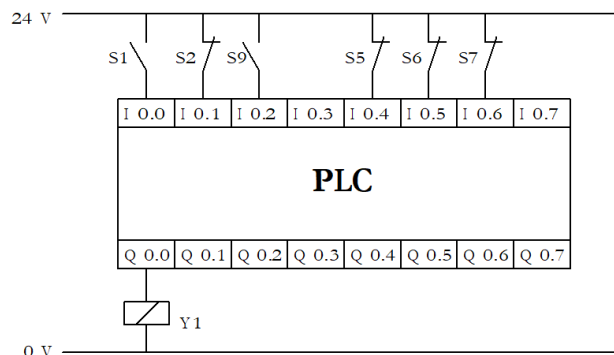 24 V
S1 S2 S9 S5 S6 S7
I 0.0 I 0.1 I 0.2 I 0.3 I 0.4 I 0.5 I 0.6 I 0.7
PLC
Q 0.0 Q 0.1 Q 0.2 Q 0.3 Q 0.4 Q 0.5 Q 0.6 Q 0.7
Y1
0 V